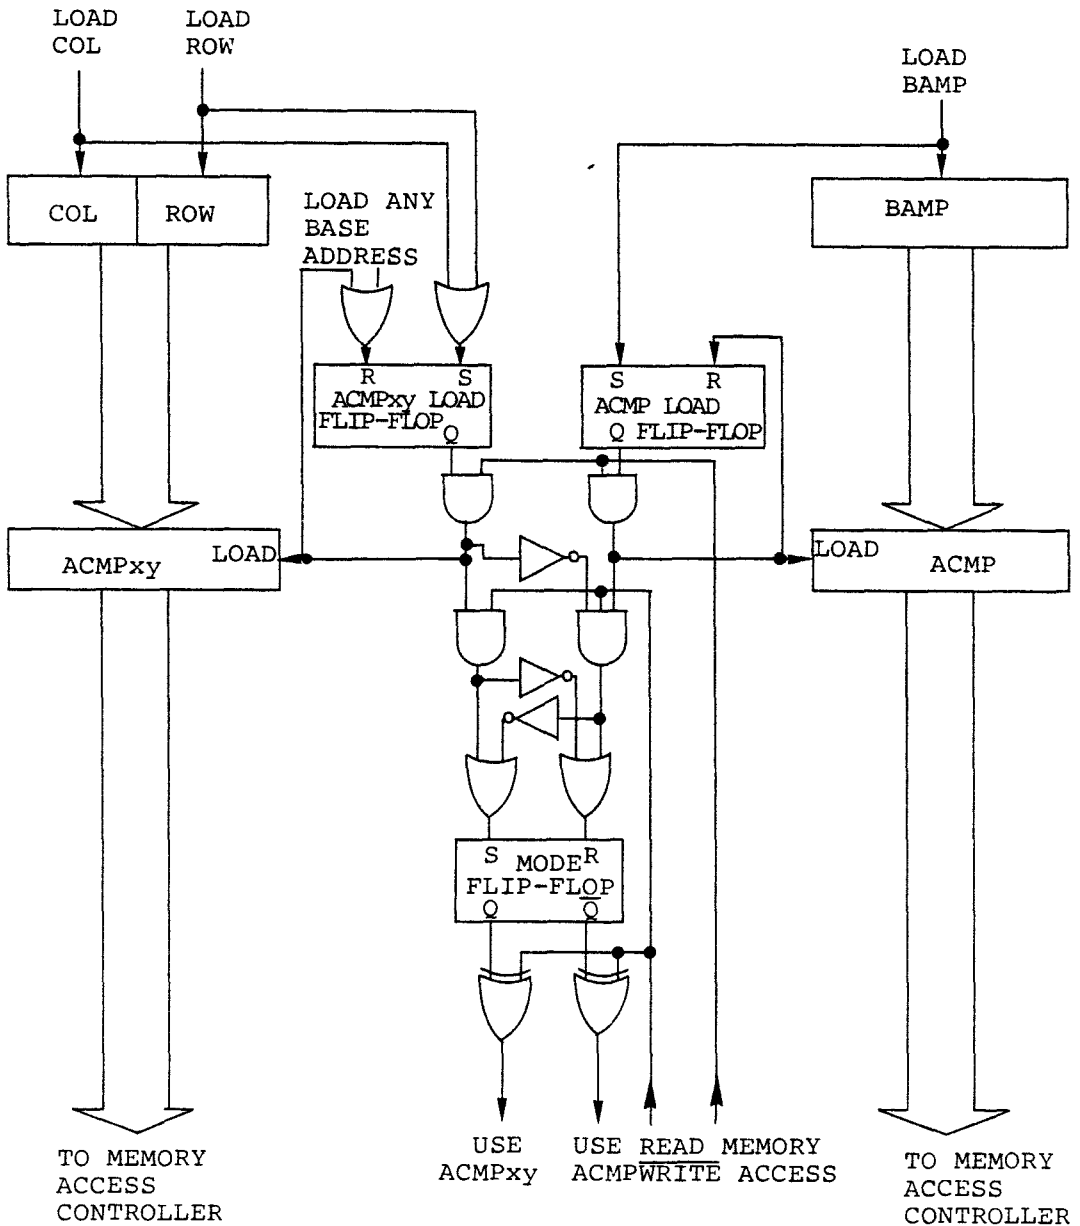 LOAD
COL
LOAD
ROW
LOAD
BAMP
COL
ROW
LOAD ANY
BASE
ADDRESS
BAMP
R
S
ACMPxy LOAD
FLIP-FLOP
Q
S
R
ACMP LOAD
Q FLIP-FLOP
LOAD
ACMPxy
LOAD
ACMP
S
MODE
R
FLIP-FLOP
Q
Q̅
USE
ACMPxy
USE
ACMP
READ
W̅R̅I̅T̅E̅
MEMORY
ACCESS
TO MEMORY
ACCESS
CONTROLLER
TO MEMORY
ACCESS
CONTROLLER